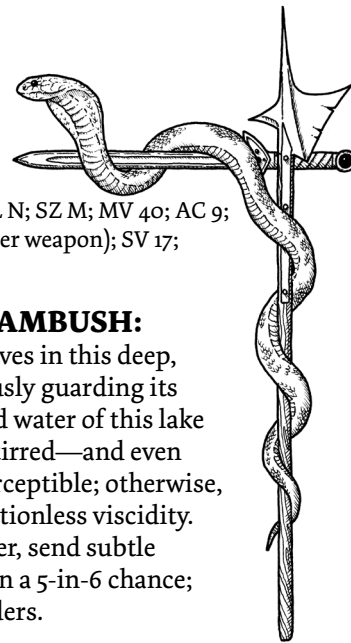 L N; SZ M; MV 40; AC 9;
er weapon); SV 17;
AMBUSH:
ves in this deep,
usly guarding its
d water of this lake
tirred—and even
rceptible; otherwise,
tionless viscidity.
er, send subtle
n a 5-in-6 chance;
lers.